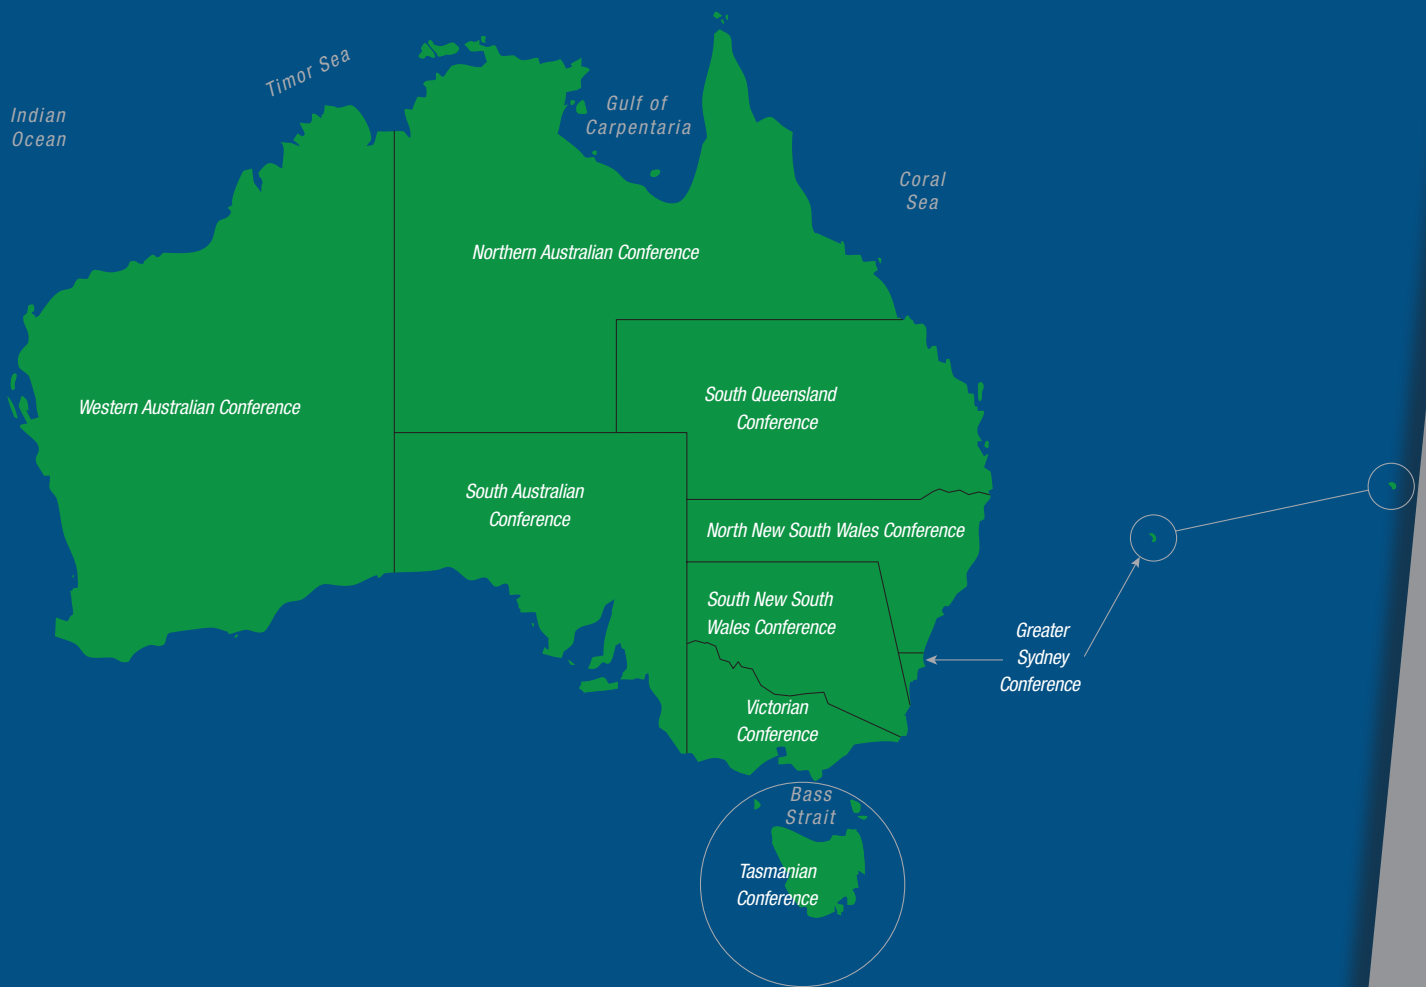 Timor Sea
Indian
Ocean
Gulf of
Carpentaria
Coral
Sea
Northern Australian Conference
Western Australian Conference
South Queensland
Conference
South Australian
Conference
North New South Wales Conference
South New South
Wales Conference
Greater
Sydney
Conference
Victorian
Conference
Bass
Strait
Tasmanian
Conference